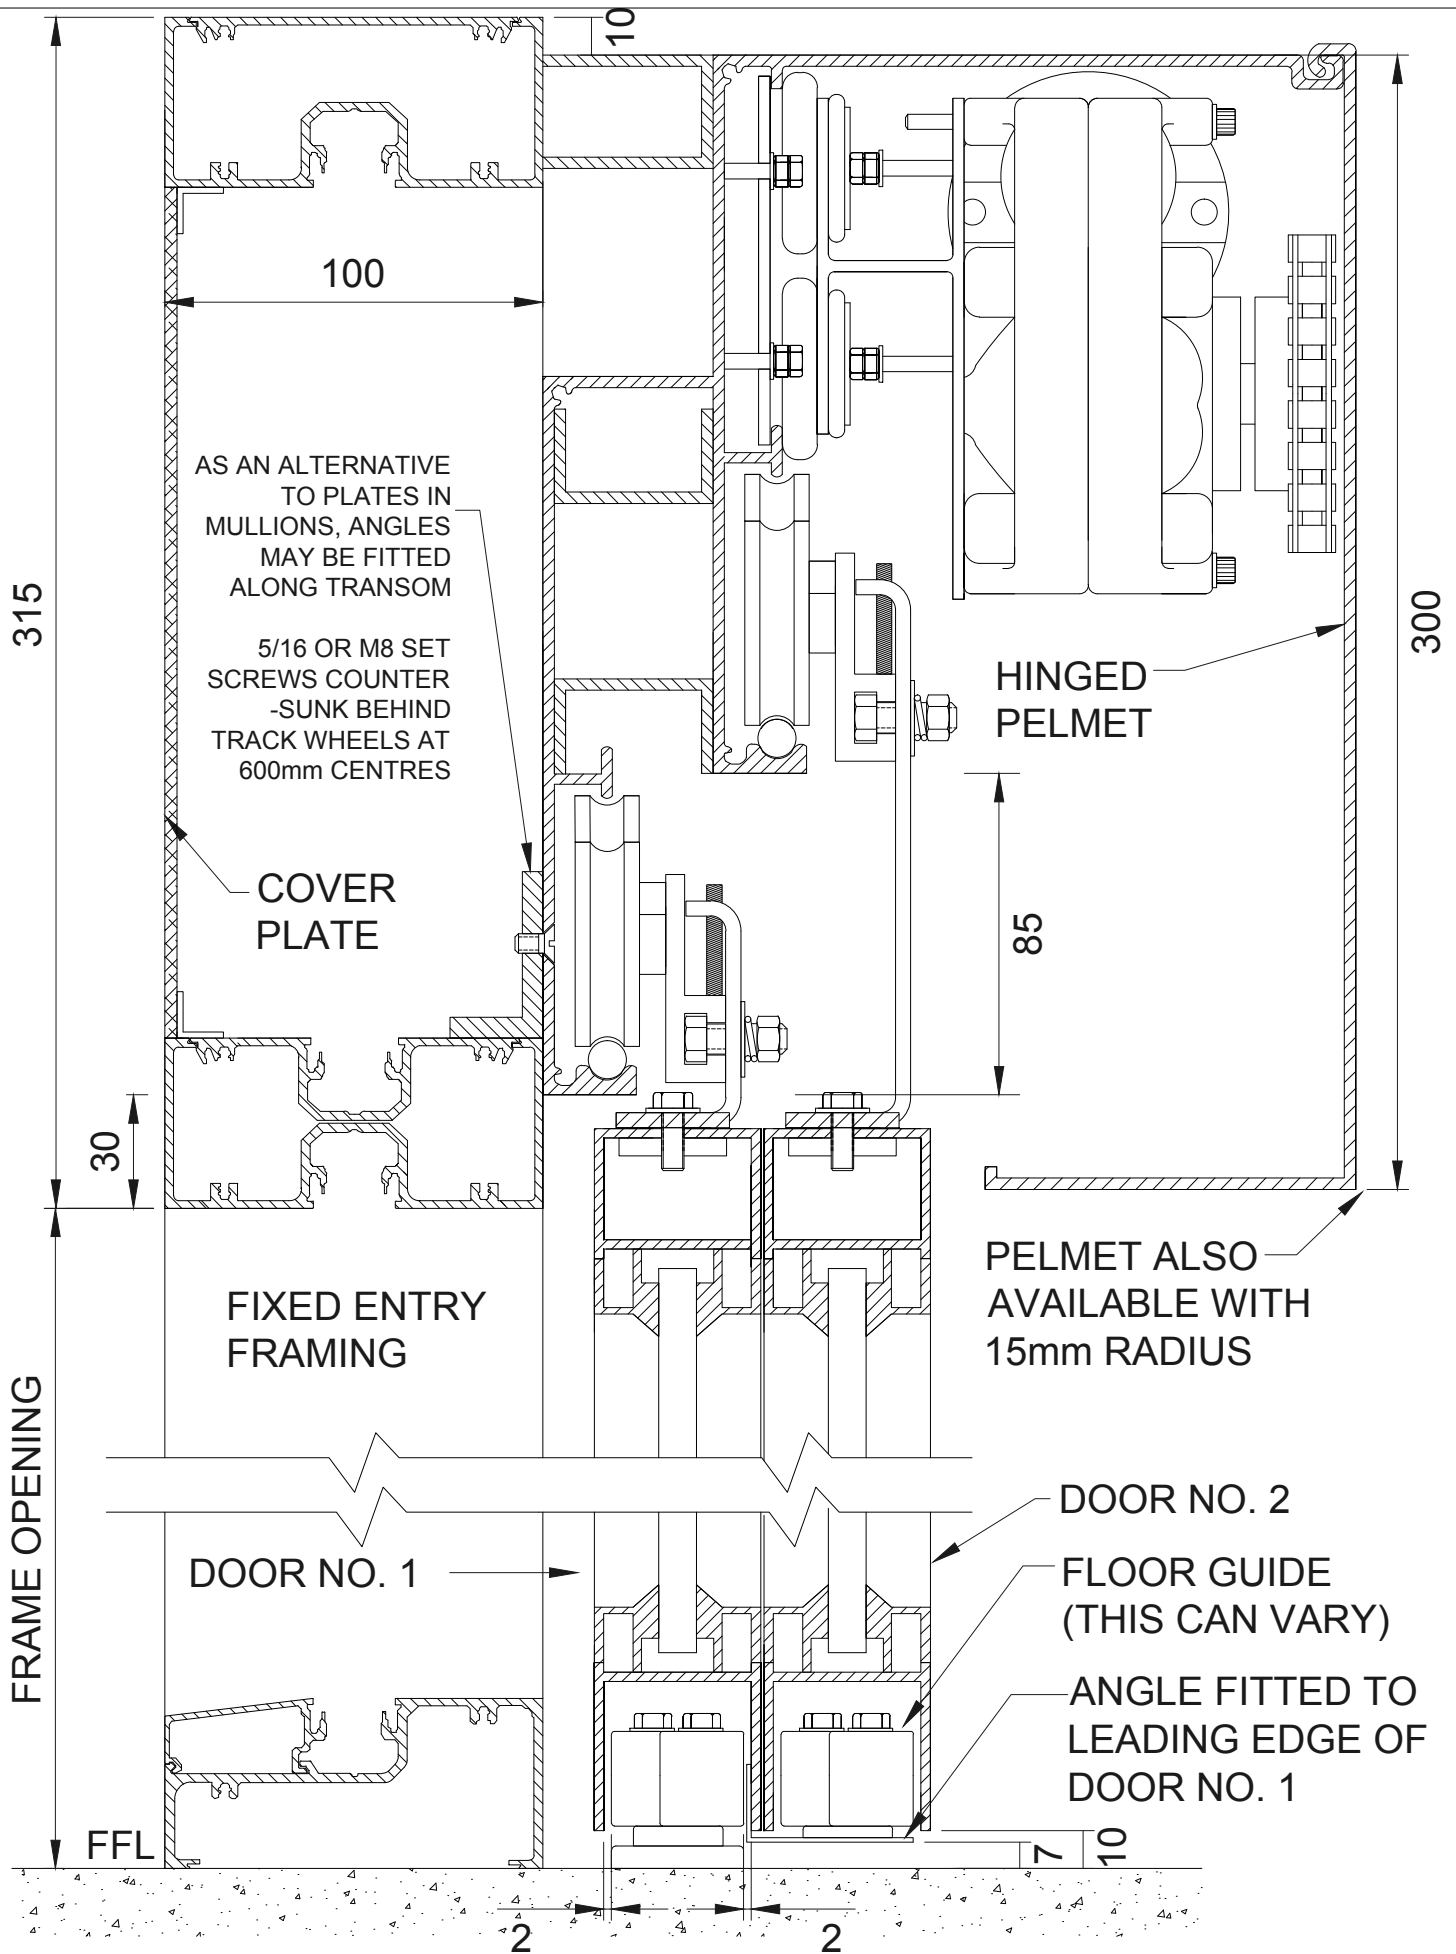 10
100
315
AS AN ALTERNATIVE
TO PLATES IN
MULLIONS, ANGLES
MAY BE FITTED
ALONG TRANSOM
5/16 OR M8 SET
SCREWS COUNTER
-SUNK BEHIND
TRACK WHEELS AT
600mm CENTRES
300
HINGED
PELMET
COVER
PLATE
85
30
PELMET ALSO
AVAILABLE WITH
15mm RADIUS
FIXED ENTRY
FRAMING
FRAME OPENING
DOOR NO. 2
DOOR NO. 1
FLOOR GUIDE
(THIS CAN VARY)
ANGLE FITTED TO
LEADING EDGE OF
DOOR NO. 1
FFL
7
10
2
2